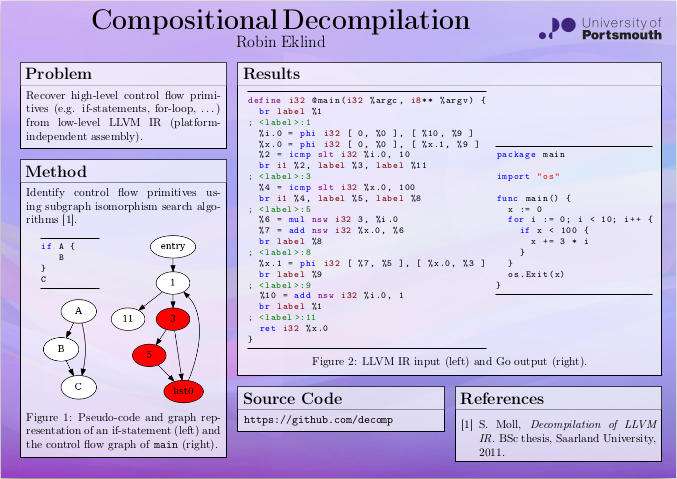 Compositional Decompilation
Robin Eklind
University of
Portsmouth
Problem
Recover high-level control flow primi-
tives (e.g. if-statements, for-loop, ...)
from low-level LLVM IR (platform-
independent assembly).
Method
Identify control flow primitives us-
ing subgraph isomorphism search algo-
rithms [1].
if A {
B
}
C
A
B
C
entry
1
11
3
5
list0
Figure 1: Pseudo-code and graph rep-
resentation of an if-statement (left) and
the control flow graph of main (right).
Results
define i32 @main(i32 %argc, i8** %argv) {
br label %1
; <label>:1
%i.0 = phi i32 [ 0, %0 ], [ %10, %9 ]
%x.0 = phi i32 [ 0, %0 ], [ %x.1, %9 ]
%2 = icmp slt i32 %i.0, 10
br i1 %2, label %3, label %11
; <label>:3
%4 = icmp slt i32 %x.0, 100
br i1 %4, label %5, label %8
; <label>:5
%6 = mul nsw i32 3, %i.0
%7 = add nsw i32 %x.0, %6
br label %8
; <label>:8
%x.1 = phi i32 [ %7, %5 ], [ %x.0, %3 ]
br label %9
; <label>:9
%10 = add nsw i32 %i.0, 1
br label %1
; <label>:11
ret i32 %x.0
}
package main
import "os"
func main() {
x := 0
for i := 0; i < 10; i++ {
if x < 100 {
x += 3 * i
}
}
os.Exit(x)
}
Figure 2: LLVM IR input (left) and Go output (right).
Source Code
https://github.com/decomp
References
[1] S. Moll, Decompilation of LLVM
IR. BSc thesis, Saarland University,
2011.